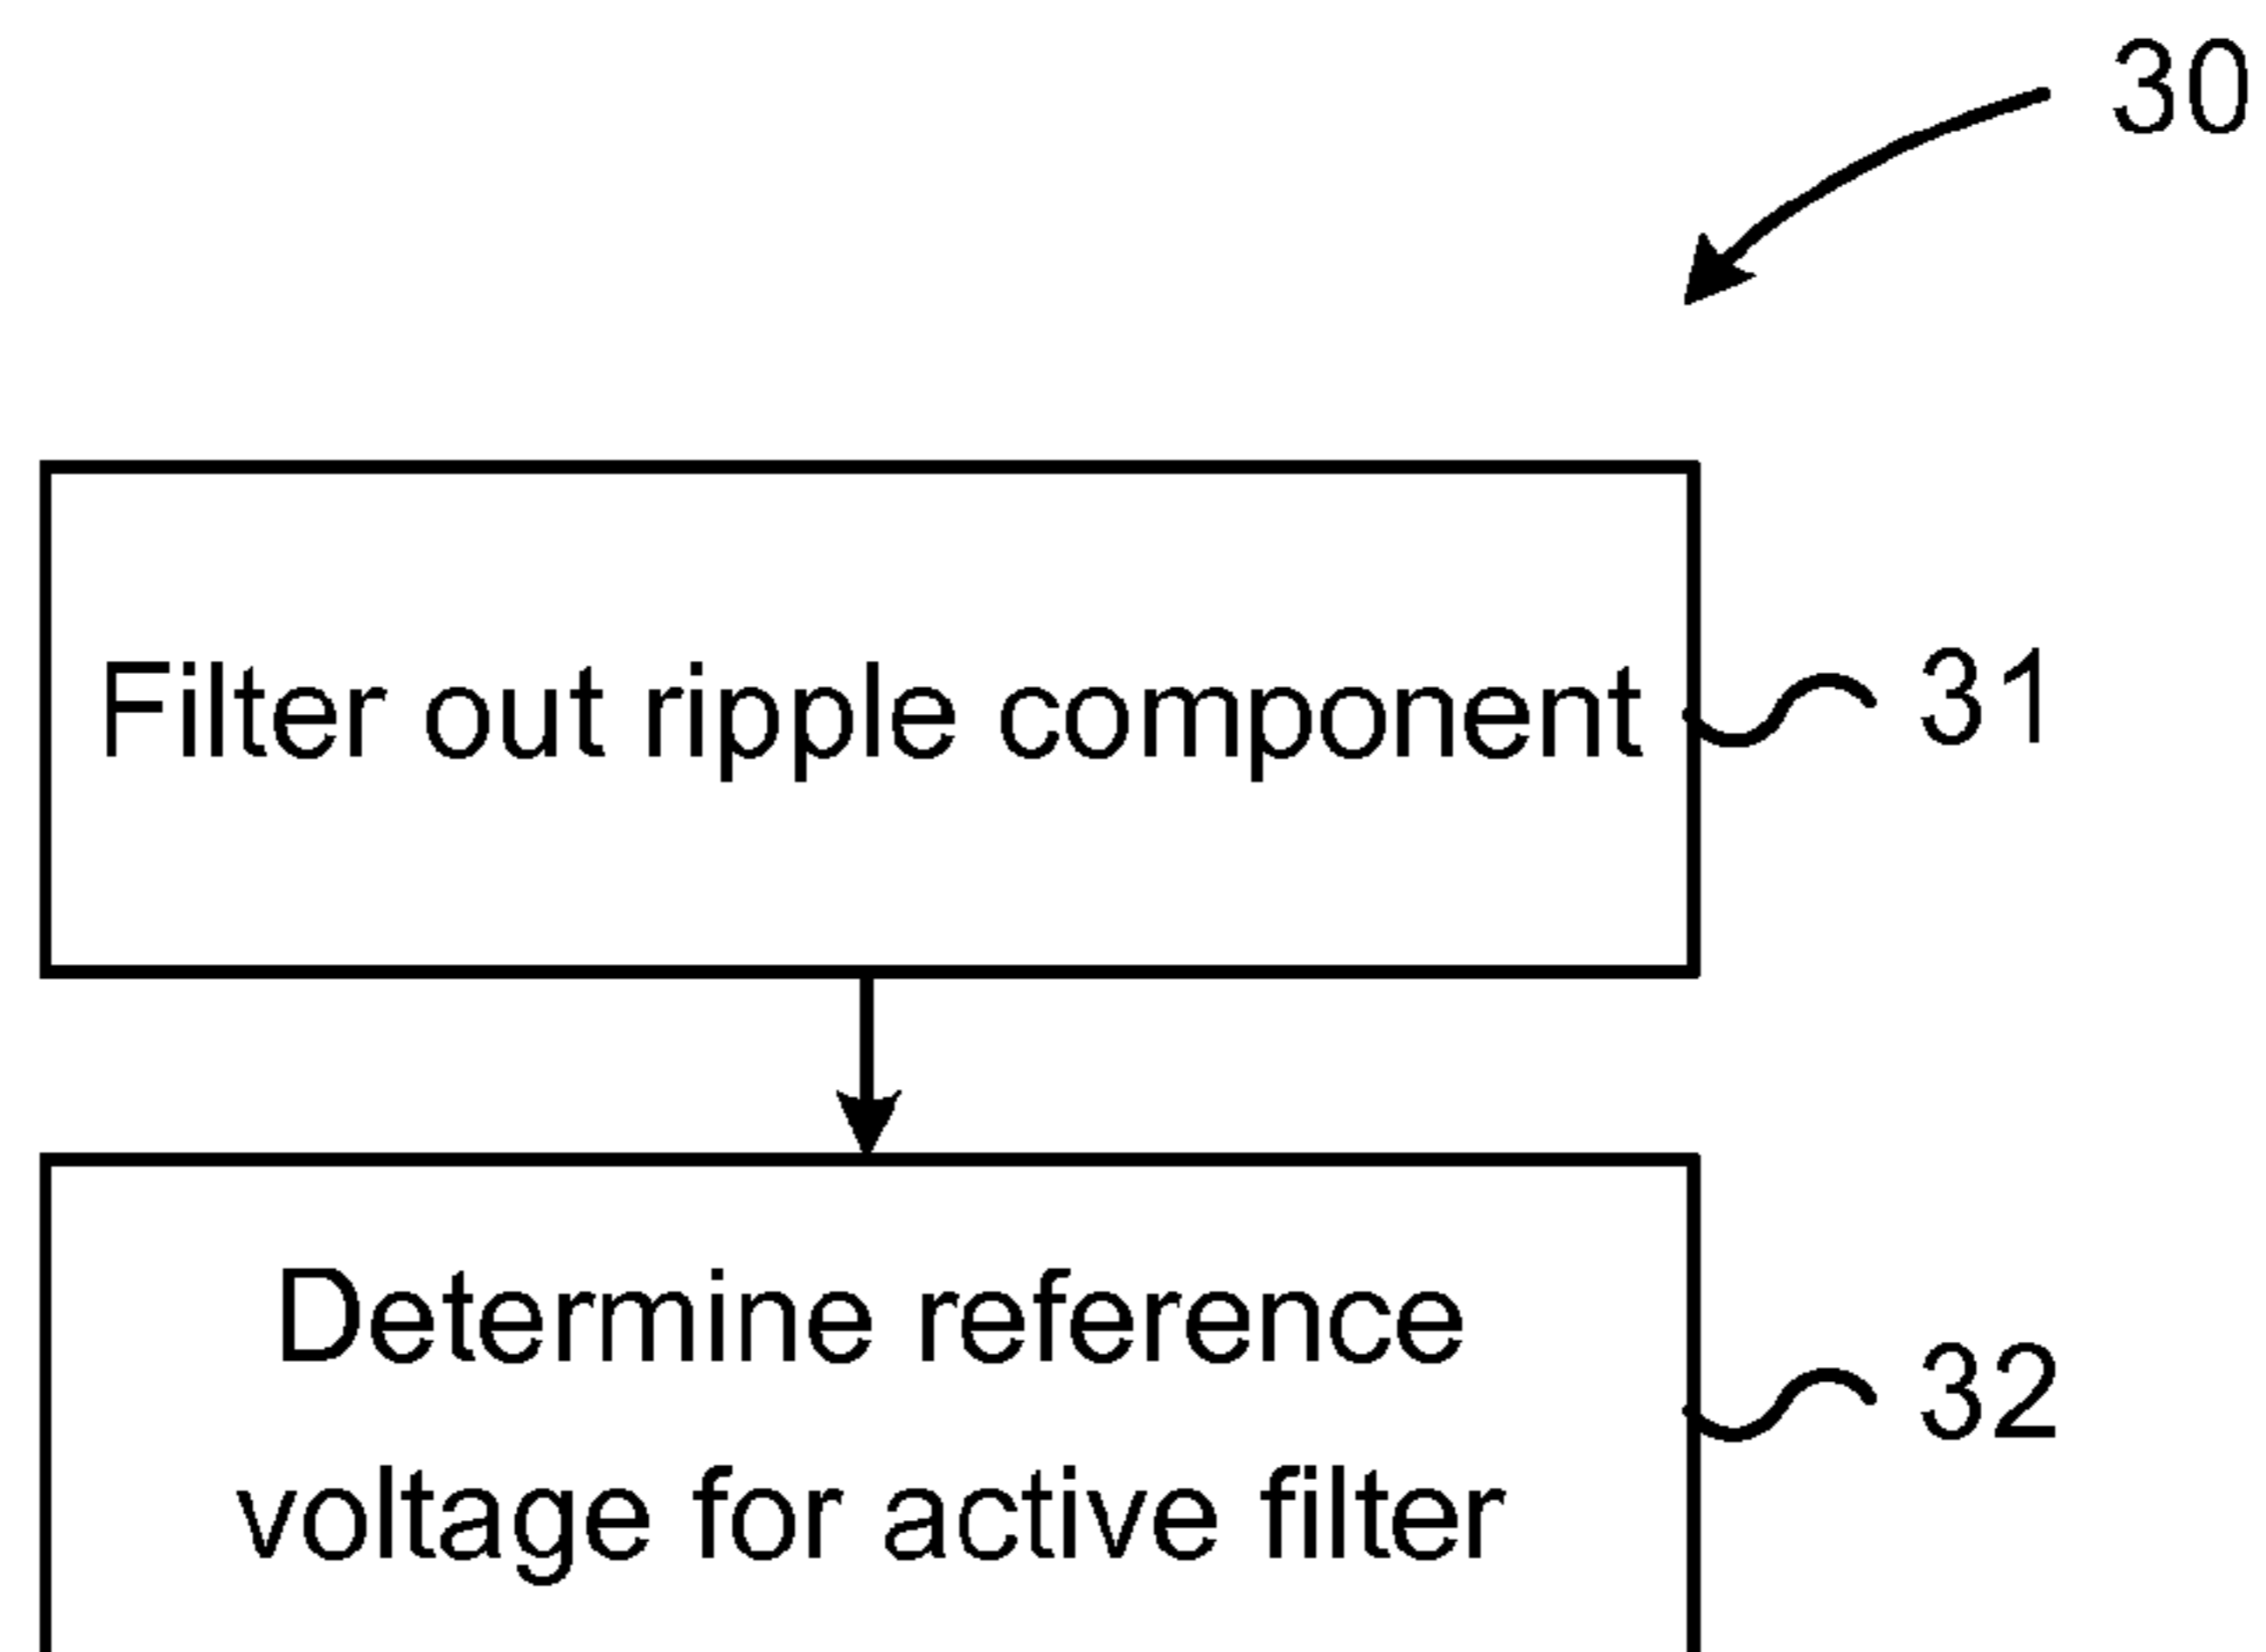 30
Filter out ripple component
31
Determine reference
voltage for active filter
32